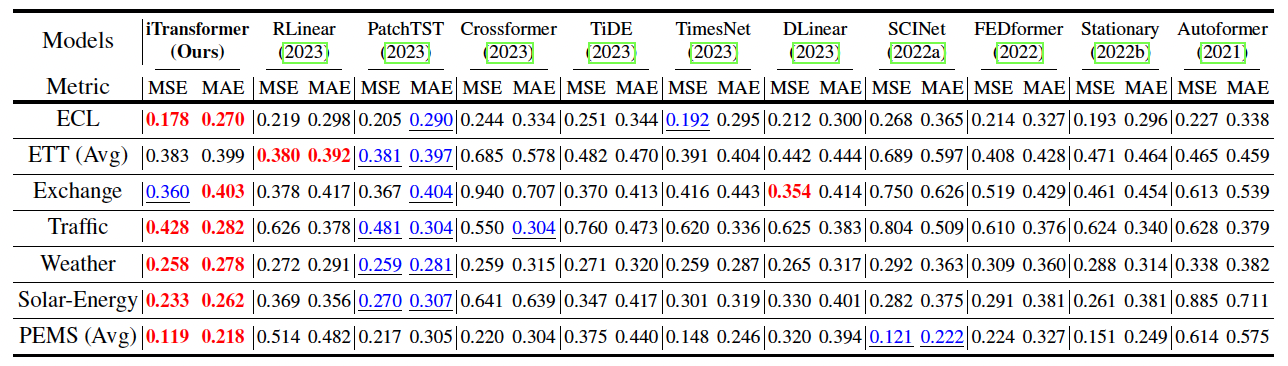 Models iTransformer RLinear PatchTST Crossformer TiDE TimesNet DLinear SCINet FEDformer Stationary Autoformer
(Ours) (2023) (2023) (2023) (2023) (2023) (2023) (2022a) (2022) (2022b) (2021)
Metric MSE MAE MSE MAE MSE MAE MSE MAE MSE MAE MSE MAE MSE MAE MSE MAE MSE MAE MSE MAE MSE MAE
ECL 0.178 0.270 0.219 0.298 0.205 0.290 0.244 0.334 0.251 0.344 0.192 0.295 0.212 0.300 0.268 0.365 0.214 0.327 0.193 0.296 0.227 0.338
ETT (Avg) 0.383 0.399 0.380 0.392 0.381 0.397 0.685 0.578 0.482 0.470 0.391 0.404 0.442 0.444 0.689 0.597 0.408 0.428 0.471 0.464 0.465 0.459
Exchange 0.360 0.403 0.378 0.417 0.367 0.404 0.940 0.707 0.370 0.413 0.416 0.443 0.354 0.414 0.750 0.626 0.519 0.429 0.461 0.454 0.613 0.539
Traffic 0.428 0.282 0.626 0.378 0.481 0.304 0.550 0.304 0.760 0.473 0.620 0.336 0.625 0.383 0.804 0.509 0.610 0.376 0.624 0.340 0.628 0.379
Weather 0.258 0.278 0.272 0.291 0.259 0.281 0.259 0.315 0.271 0.320 0.259 0.287 0.265 0.317 0.292 0.363 0.309 0.360 0.288 0.314 0.338 0.382
Solar-Energy 0.233 0.262 0.369 0.356 0.270 0.307 0.641 0.639 0.347 0.417 0.301 0.319 0.330 0.401 0.282 0.375 0.291 0.381 0.261 0.381 0.885 0.711
PEMS (Avg) 0.119 0.218 0.514 0.482 0.217 0.305 0.220 0.304 0.375 0.440 0.148 0.246 0.320 0.394 0.121 0.222 0.224 0.327 0.151 0.249 0.614 0.575